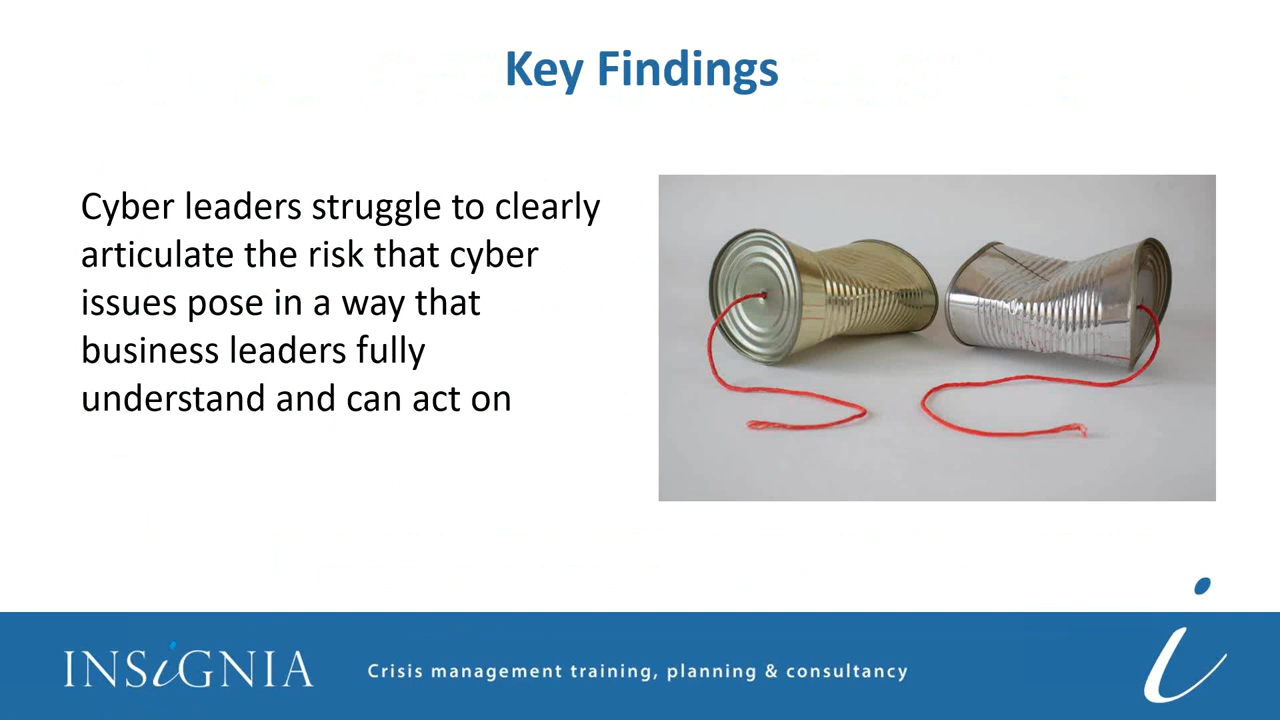 Key Findings
Cyber leaders struggle to clearly
articulate the risk that cyber
issues pose in a way that
business leaders fully
understand and can act on
INSiGNIA
Crisis management training, planning & consultancy
i